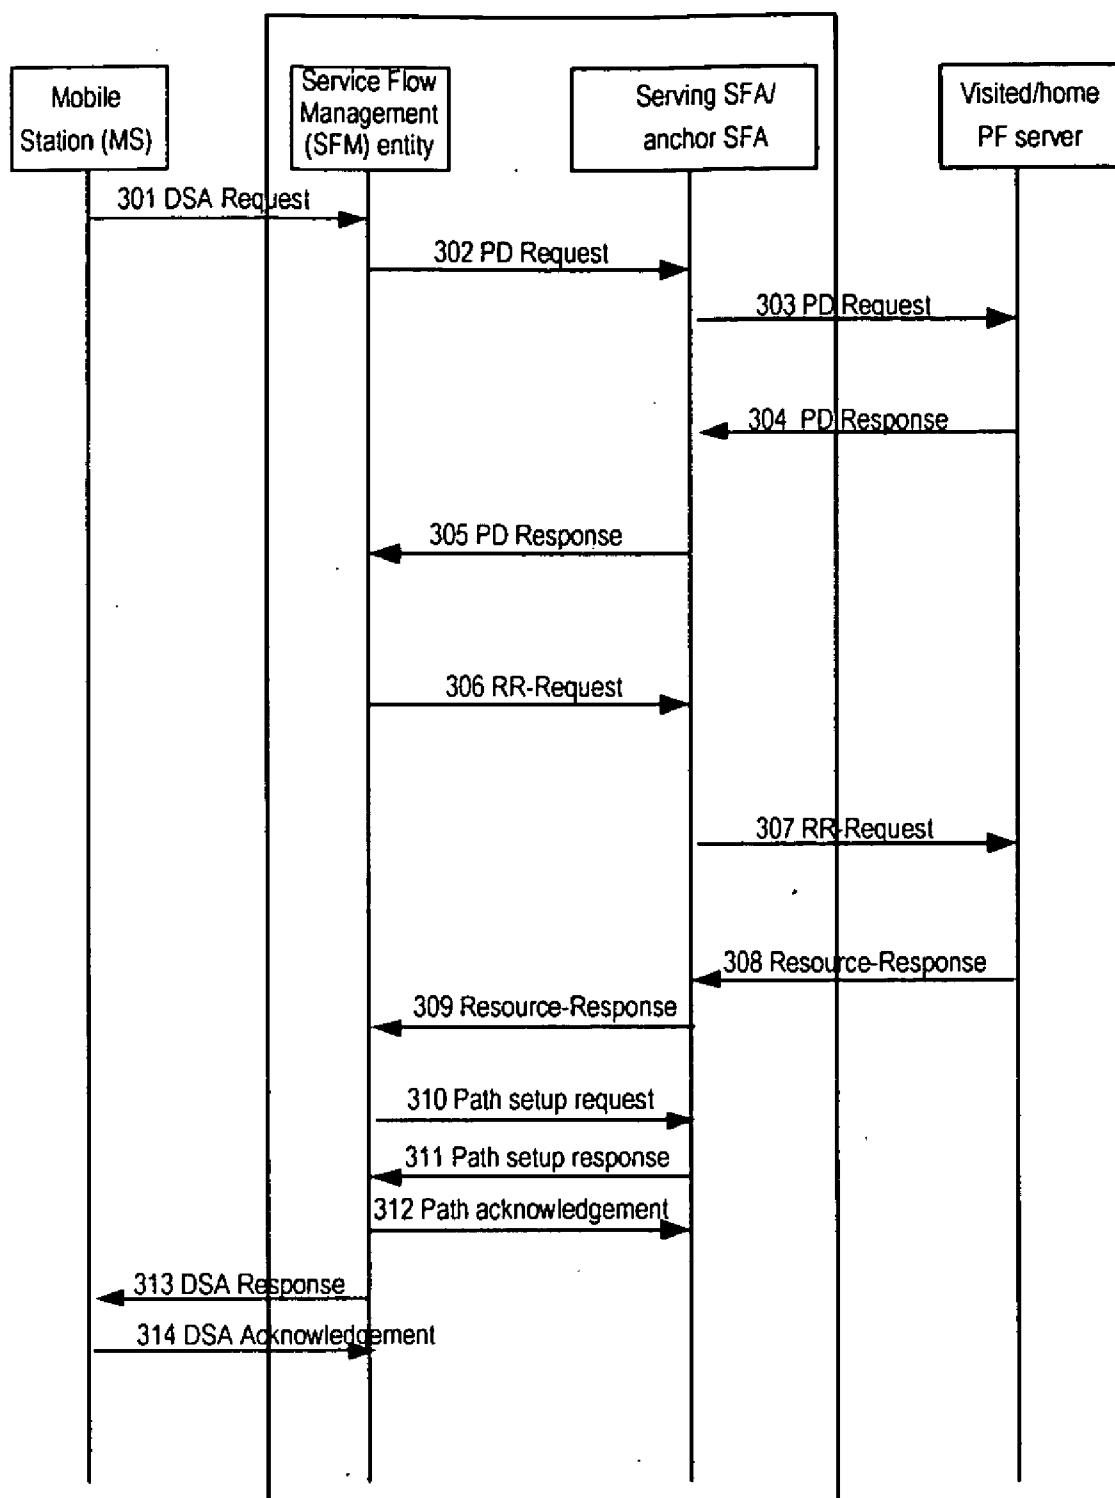 Mobile
Station (MS)
Service Flow
Management
(SFM) entity
Serving SFA/
anchor SFA
Visited/home
PF server
301 DSA Request
302 PD Request
303 PD Request
304 PD Response
305 PD Response
306 RR-Request
307 RR-Request
308 Resource-Response
309 Resource-Response
310 Path setup request
311 Path setup response
312 Path acknowledgement
313 DSA Response
314 DSA Acknowledgement